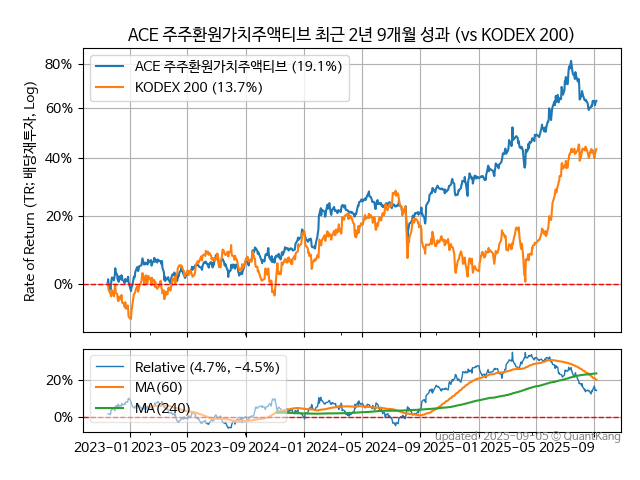 ACE 주주환원가치주액티브 최근 2년 9개월 성과 (vs KODEX 200)
Rate of Return (TR; 배당재투자, Log)
80%
60%
40%
20%
0%
ACE 주주환원가치주액티브 (19.1%)
KODEX 200 (13.7%)
20%
0%
Relative (4.7%, −4.5%)
MA(60)
MA(240)
2023−01 2023−05 2023−09 2024−01 2024−05 2024−09 2025−01 2025−05 2025−09
updated: 2025−09−05 © QuantKang